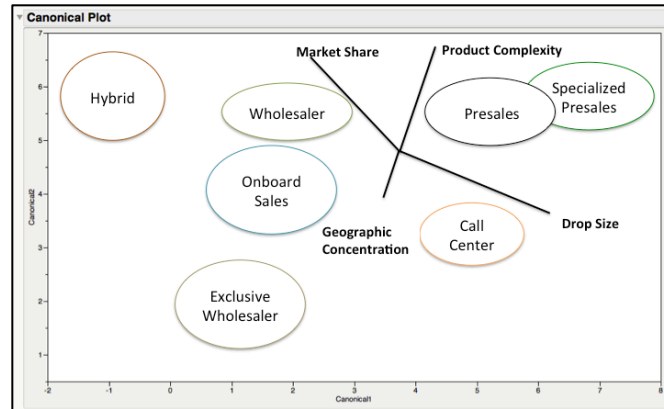 Canonical Plot
7
6
5
4
3
2
1
Canonical2
Market Share
Product Complexity
Hybrid
Wholesaler
Presales
Specialized
Presales
Onboard
Sales
Geographic
Concentration
Call
Center
Drop Size
Exclusive
Wholesaler
-2 -1 0 1 2 3 4 5 6 7 8
Canonical1